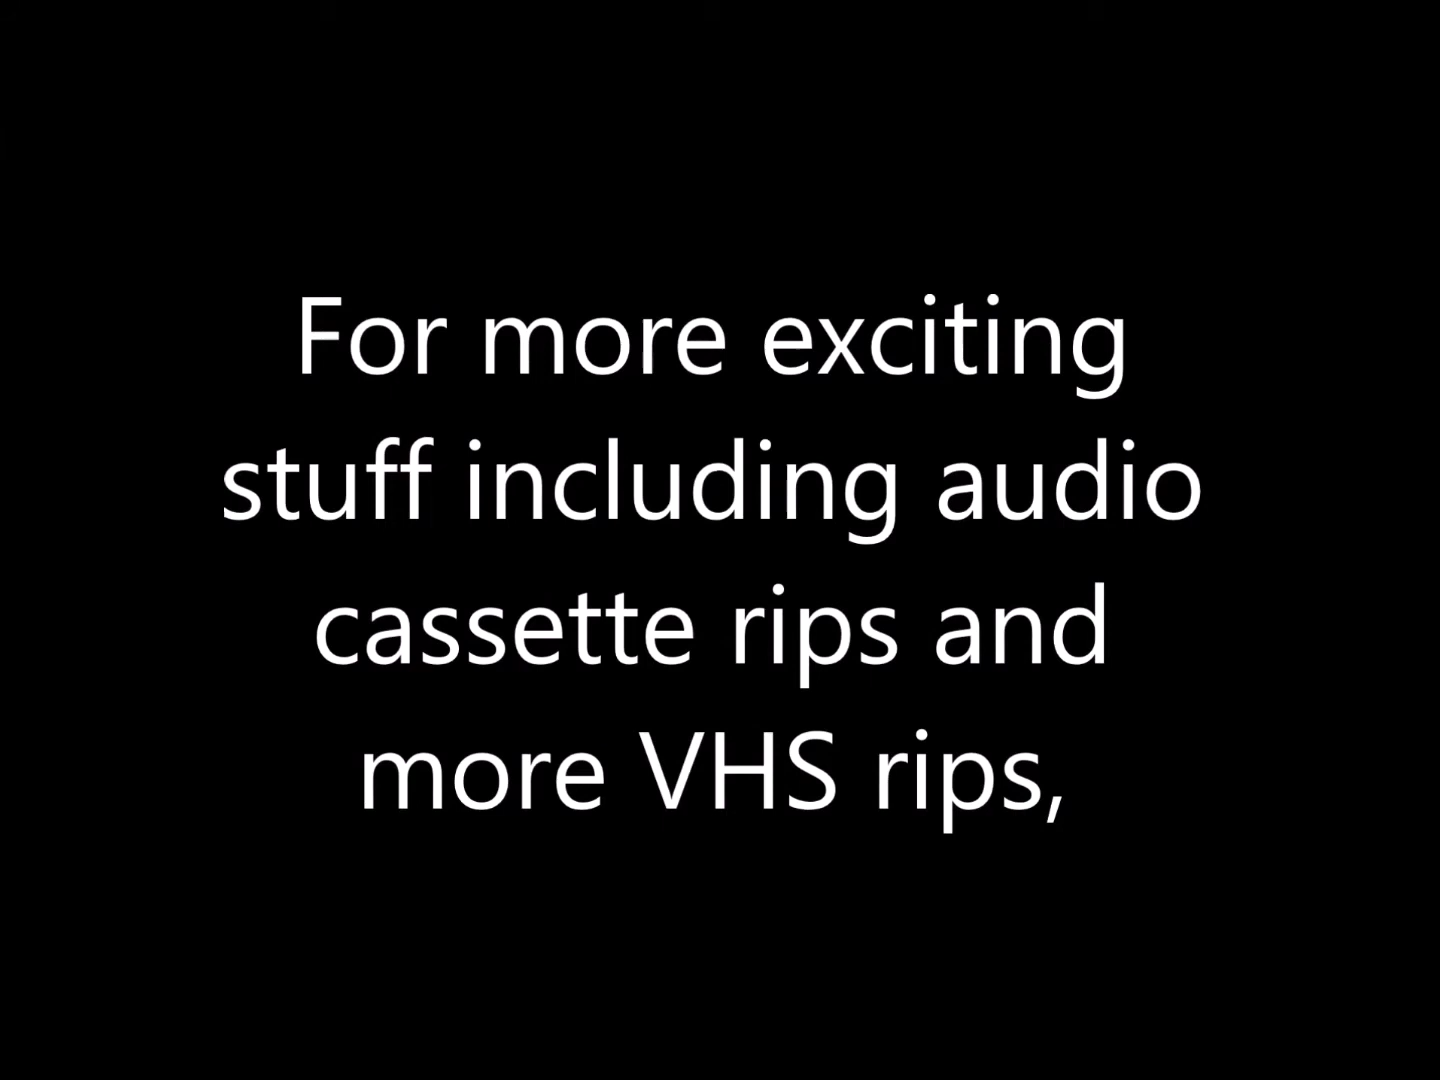 For more exciting
stuff including audio
cassette rips and
more VHS rips,